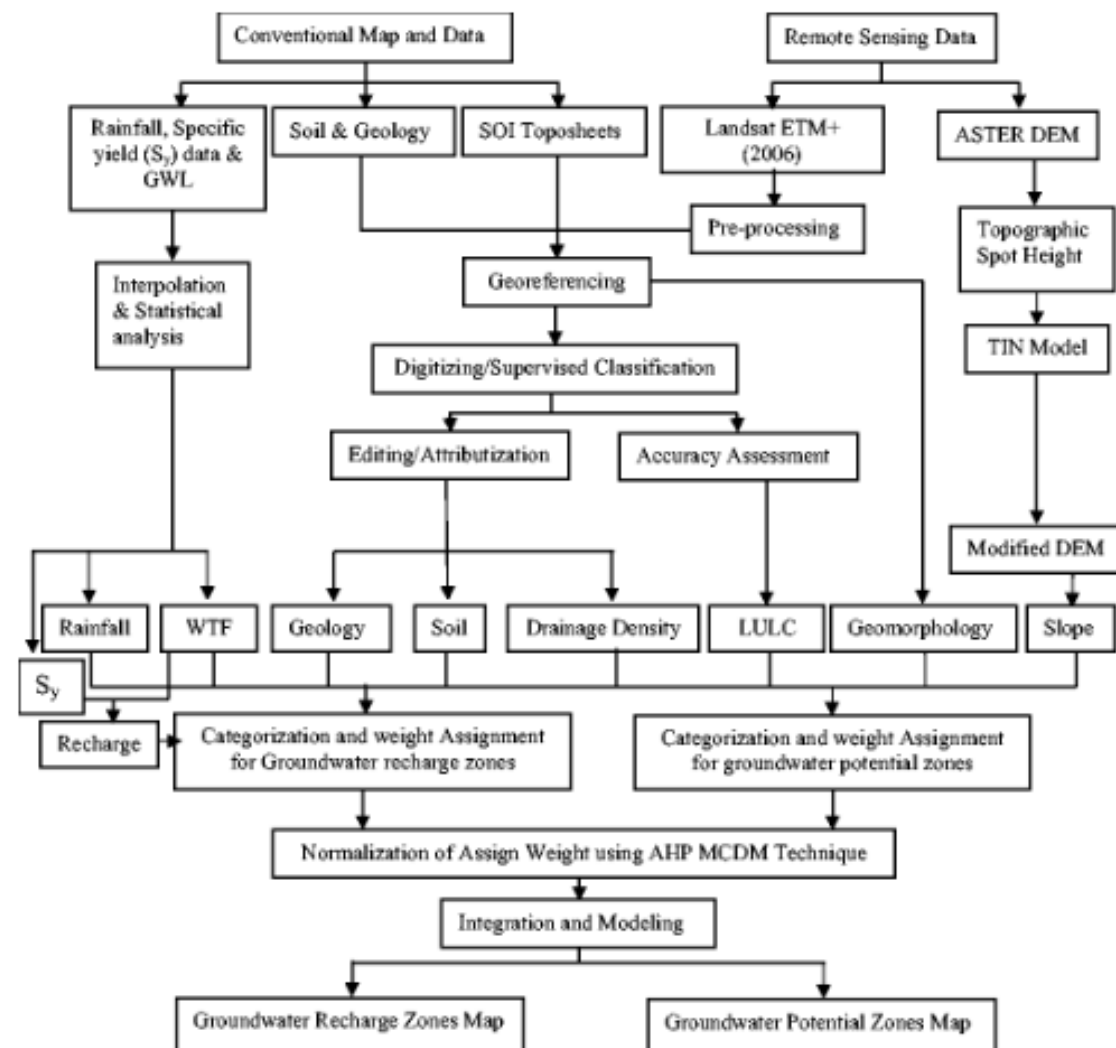 Conventional Map and Data
Remote Sensing Data
Rainfall, Specific
yield (Sy) data &
GWL
Soil & Geology
SOI Toposheets
Landsat ETM+
(2006)
ASTER DEM
Pre-processing
Topographic
Spot Height
Interpolation
& Statistical
analysis
Georeferencing
TIN Model
Digitizing/Supervised Classification
Editing/Attributization
Accuracy Assessment
Modified DEM
Rainfall
WTF
Geology
Soil
Drainage Density
LULC
Geomorphology
Slope
Sy
Recharge
Categorization and weight Assignment
for Groundwater recharge zones
Categorization and weight Assignment
for groundwater potential zones
Normalization of Assign Weight using AHP MCDM Technique
Integration and Modeling
Groundwater Recharge Zones Map
Groundwater Potential Zones Map